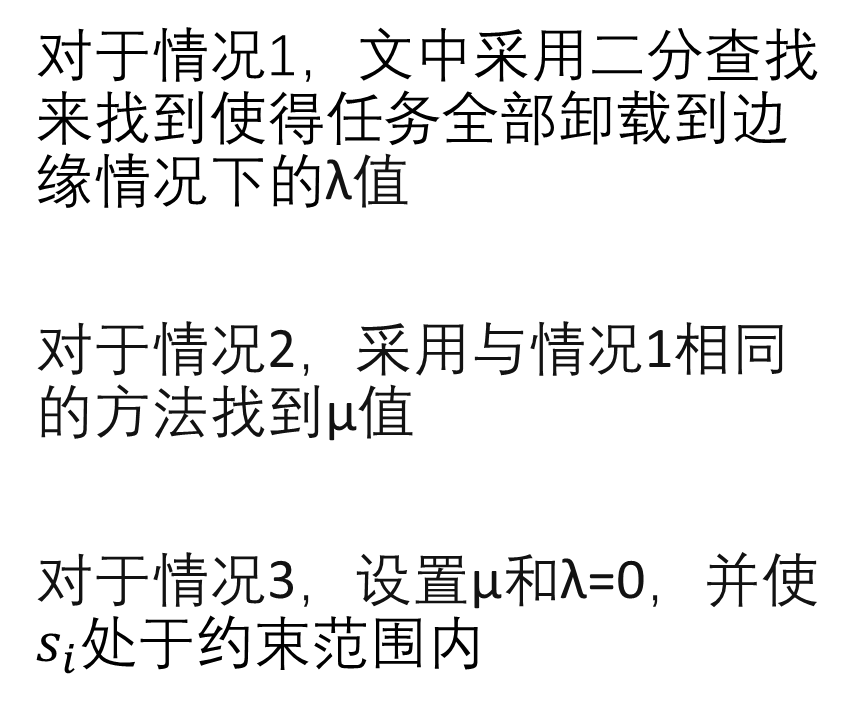 对于情况1，文中采用二分查找
来找到使得任务全部卸载到边
缘情况下的λ值
对于情况2，采用与情况1相同
的方法找到μ值
对于情况3，设置μ和λ=0，并使
𝑠𝑖处于约束范围内